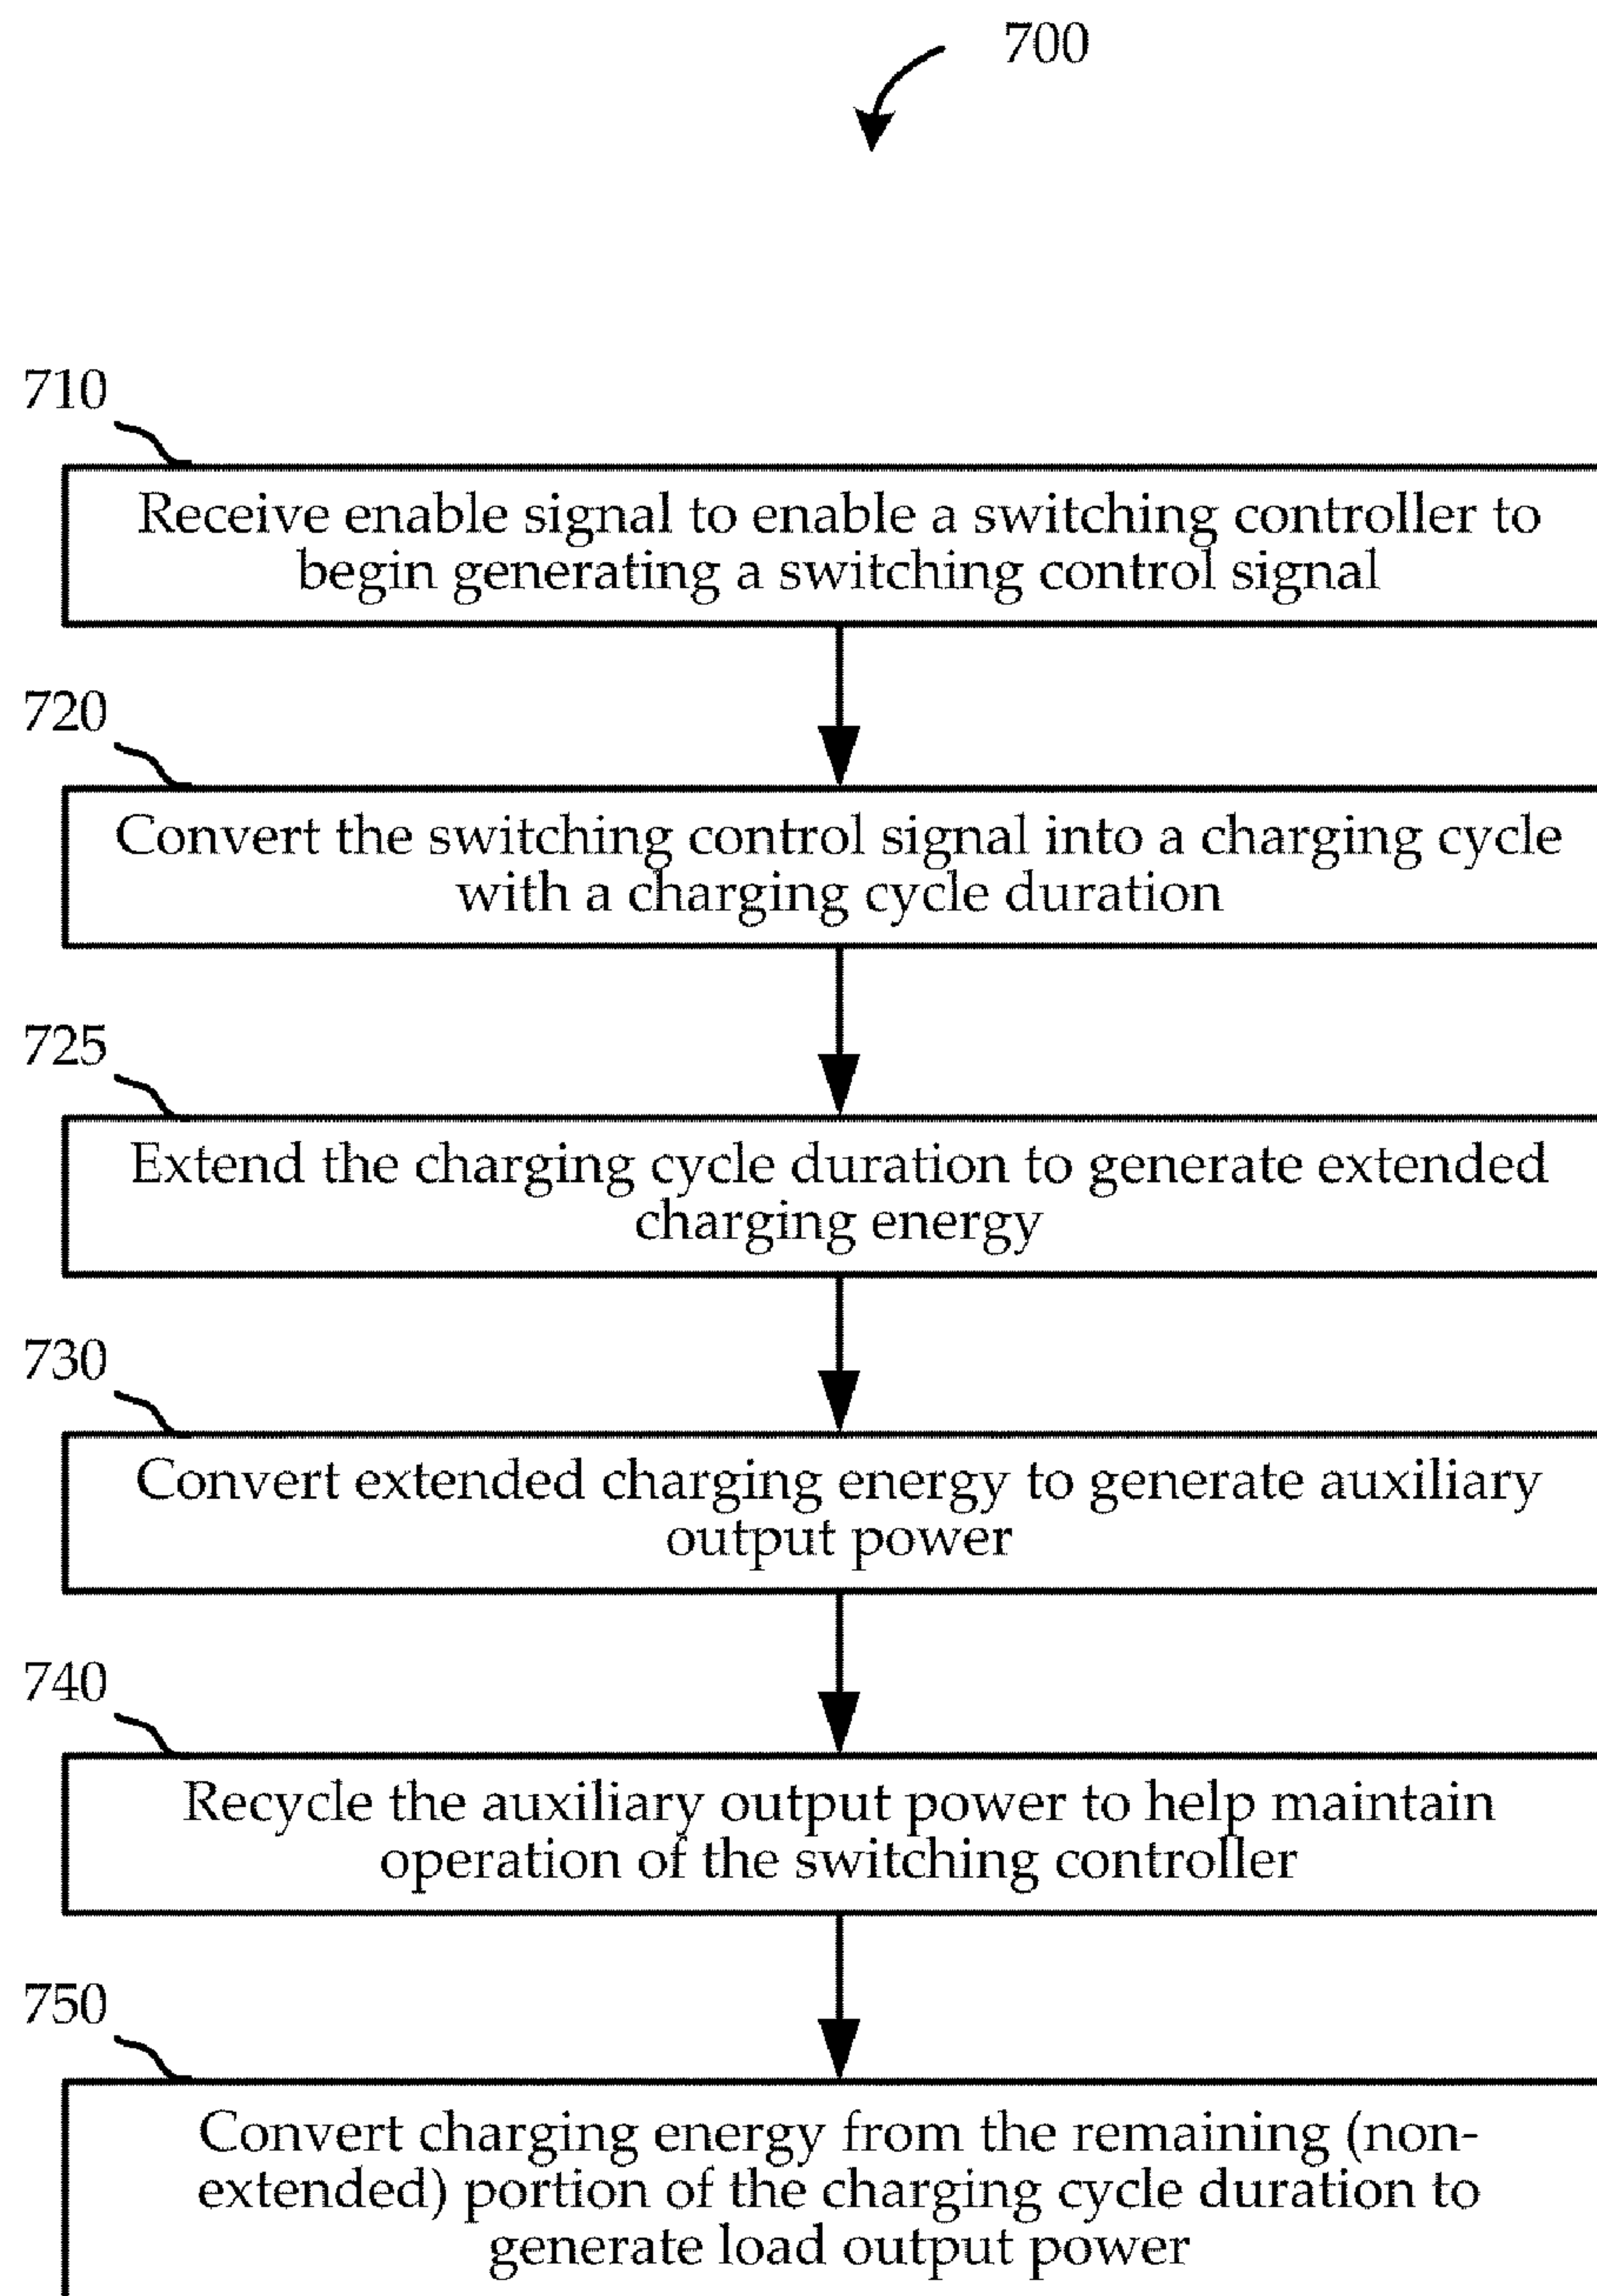 700
710
Receive enable signal to enable a switching controller to
begin generating a switching control signal
720
Convert the switching control signal into a charging cycle
with a charging cycle duration
725
Extend the charging cycle duration to generate extended
charging energy
730
Convert extended charging energy to generate auxiliary
output power
740
Recycle the auxiliary output power to help maintain
operation of the switching controller
750
Convert charging energy from the remaining (non-
extended) portion of the charging cycle duration to
generate load output power